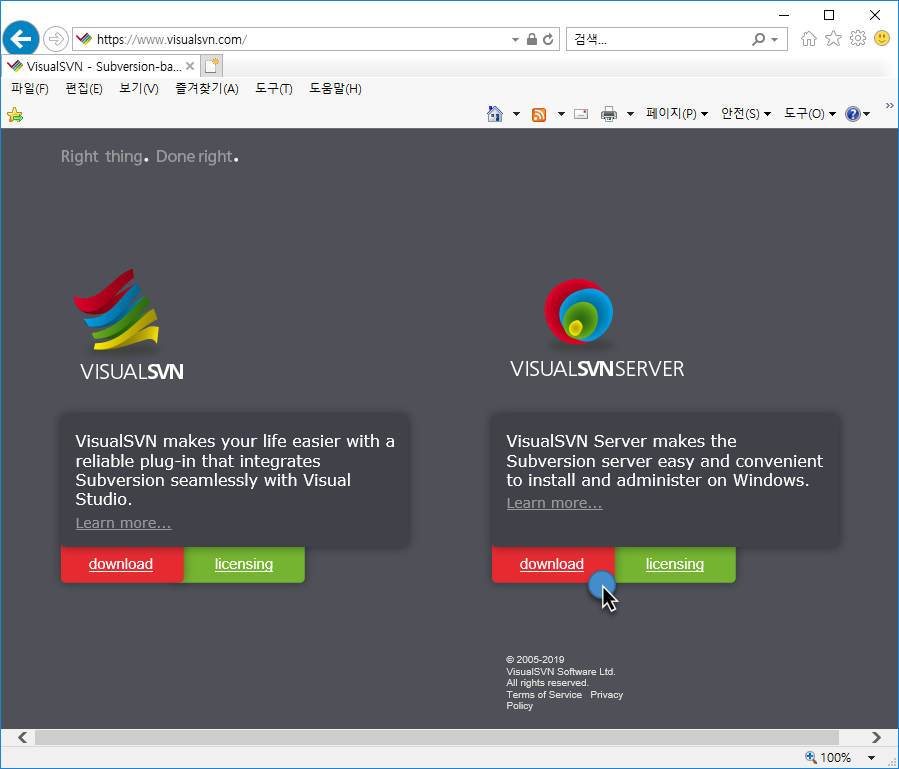 https://www.visualsvn.com/
검색...
VisualSVN - Subversion-ba...
파일(F) 편집(E) 보기(V) 즐겨찾기(A) 도구(T) 도움말(H)
페이지(P) 안전(S) 도구(O)
Right thing. Done right.
VISUALSVN
VisualSVN makes your life easier with a
reliable plug-in that integrates
Subversion seamlessly with Visual
Studio.
Learn more...
download licensing
VISUALSVNSERVER
VisualSVN Server makes the
Subversion server easy and convenient
to install and administer on Windows.
Learn more...
download licensing
© 2005-2019
VisualSVN Software Ltd.
All rights reserved.
Terms of Service Privacy
Policy
100%